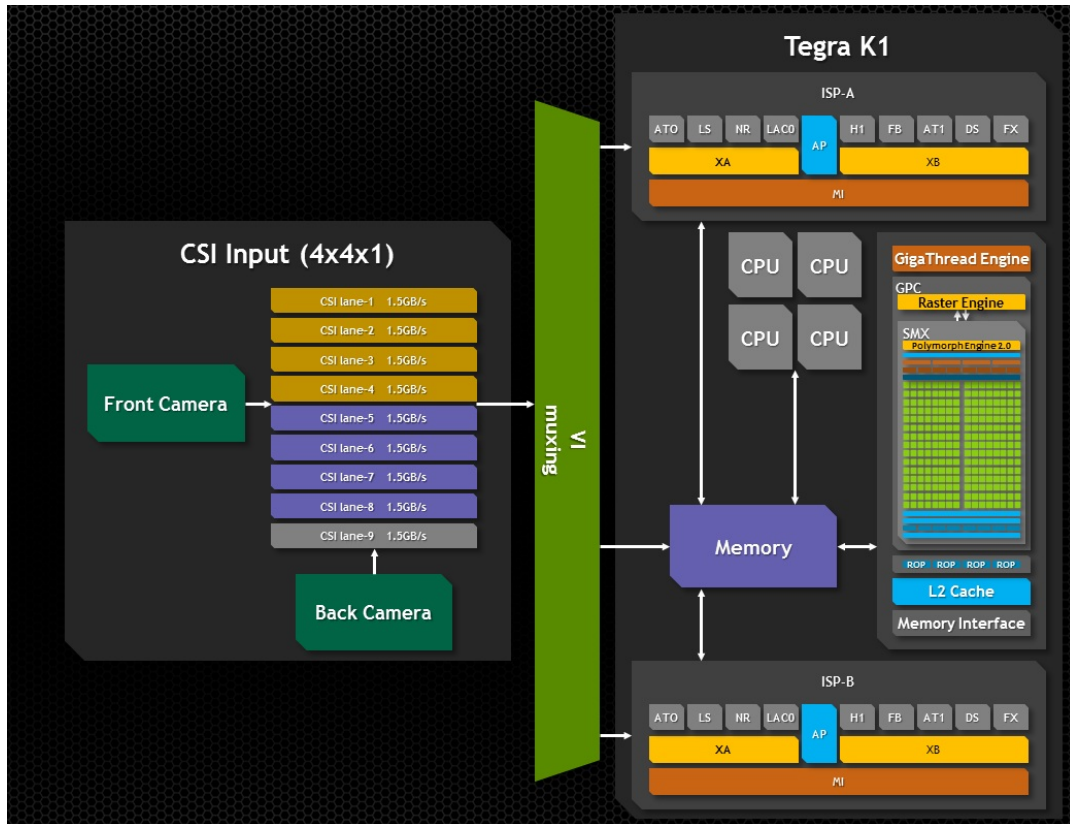 Tegra K1
ISP-A
ATO LS NR LAC0 AP H1 FB AT1 DS FX
XA XB
MI
CSI Input (4x4x1)
CSI lane-1 1.5GB/s
CSI lane-2 1.5GB/s
CSI lane-3 1.5GB/s
CSI lane-4 1.5GB/s
CSI lane-5 1.5GB/s
CSI lane-6 1.5GB/s
CSI lane-7 1.5GB/s
CSI lane-8 1.5GB/s
CSI lane-9 1.5GB/s
Front Camera
Back Camera
VI
muxing
CPU CPU
CPU CPU
Memory
GigaThread Engine
GPC
Raster Engine
SMX
Polymorph Engine 2.0
ROP ROP ROP ROP
L2 Cache
Memory Interface
ISP-B
ATO LS NR LAC0 AP H1 FB AT1 DS FX
XA XB
MI